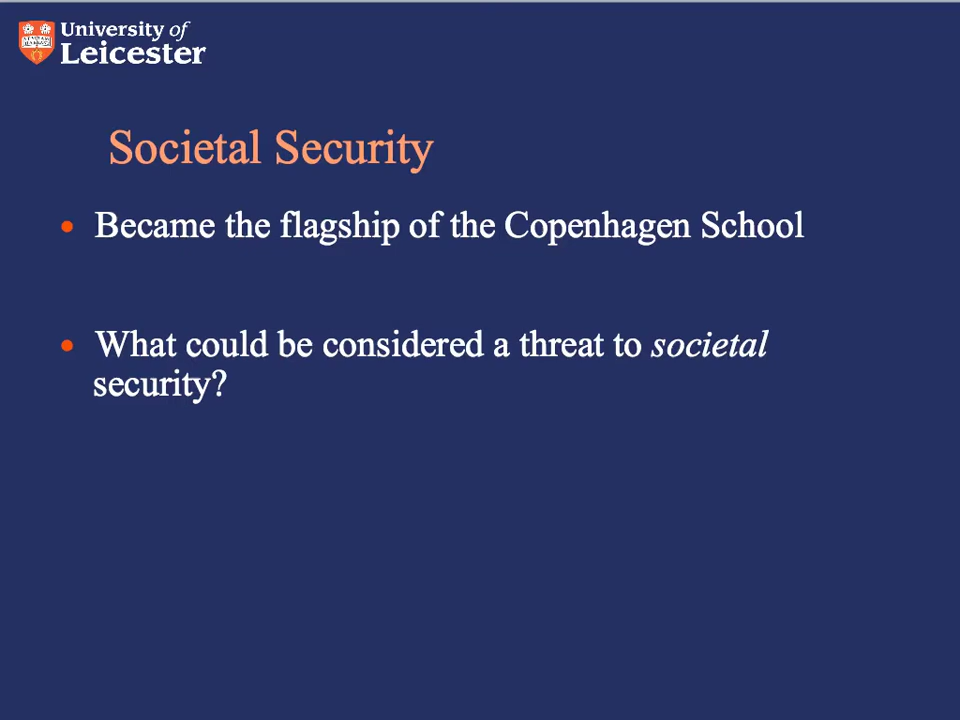 University of
Leicester
Societal Security
• Became the flagship of the Copenhagen School
• What could be considered a threat to societal
security?